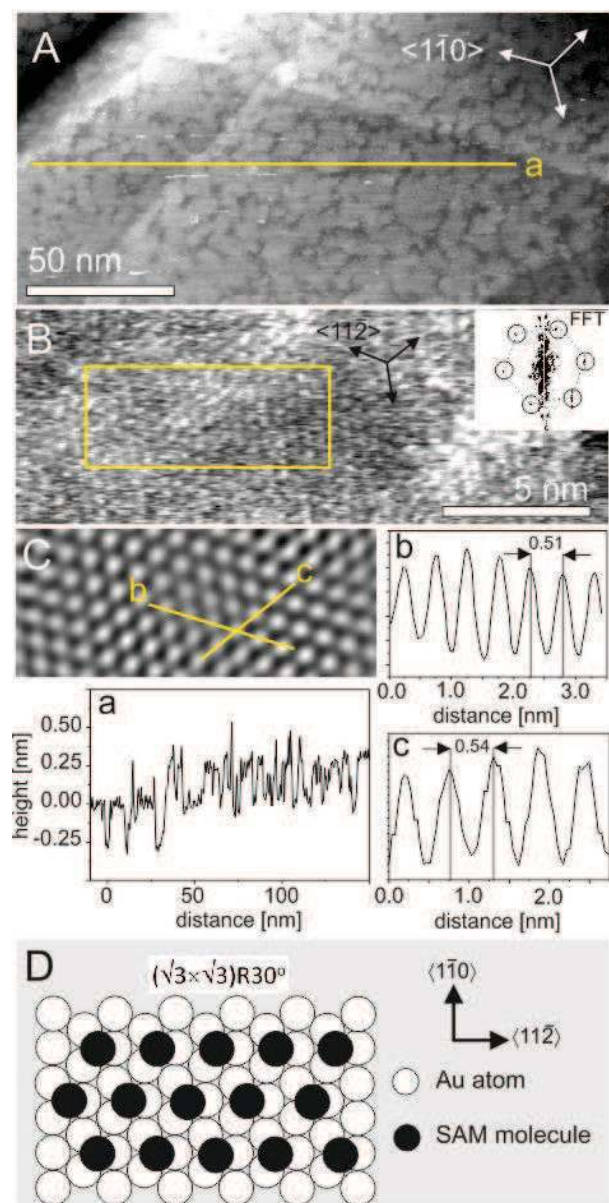 A
<11̅0>
a
50 nm
B
<112̅>
FFT
5 nm
C
b
c
b
0.51
0.0 1.0 2.0 3.0
distance [nm]
a
height [nm]
0.50
0.25
0.00
-0.25
0 50 100
distance [nm]
c
0.54
0.0 1.0 2.0
distance [nm]
D
(√3×√3)R30°
⟨11̅0⟩
⟨112̅⟩
Au atom
SAM molecule